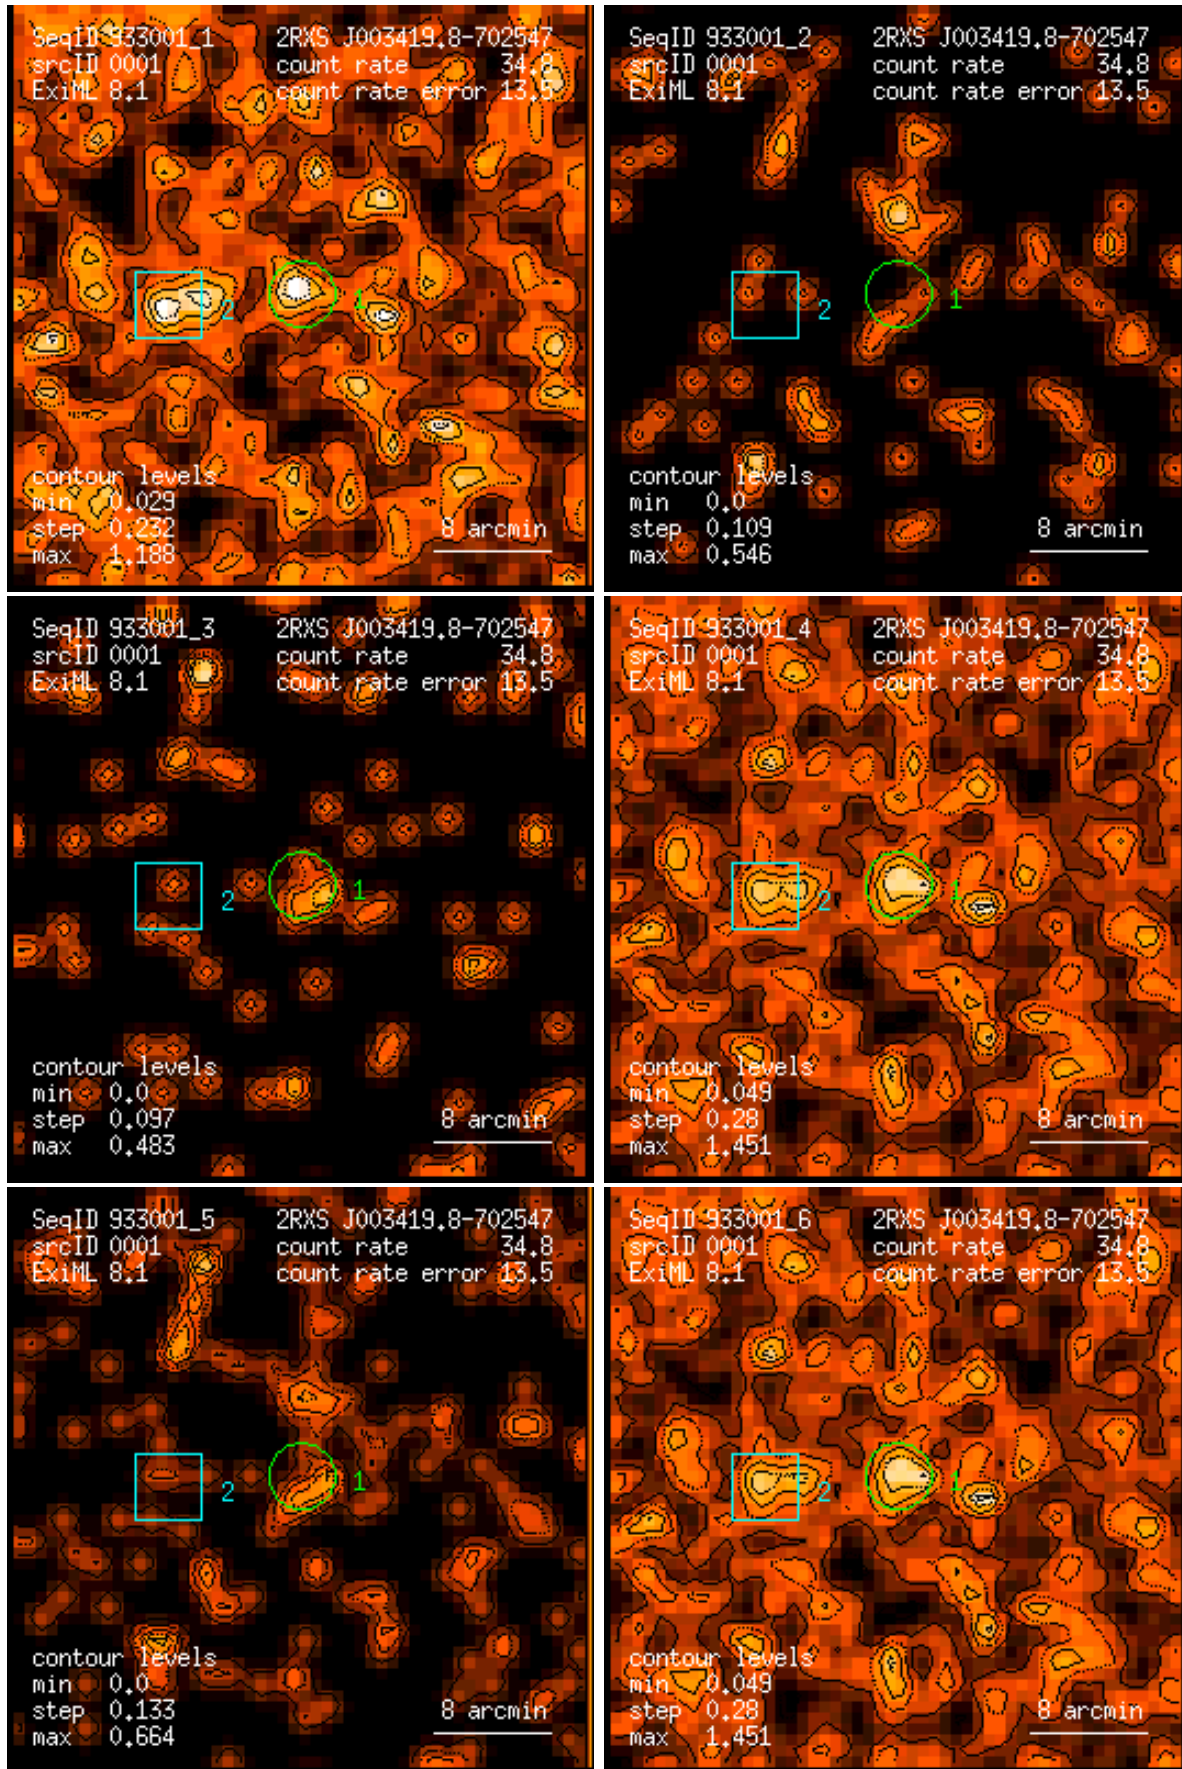 SeqID 933001_1 2RXS J003419.8-702547
srcID 0001 count rate 34.8
ExiML 8.1 count rate error 13.5
2 1
contour levels
min 0.029
step 0.232 8 arcmin
max 1.188
SeqID 933001_2 2RXS J003419.8-702547
srcID 0001 count rate 34.8
ExiML 8.1 count rate error 13.5
2 1
contour levels
min 0.0
step 0.109 8 arcmin
max 0.546
SeqID 933001_3 2RXS J003419.8-702547
srcID 0001 count rate 34.8
ExiML 8.1 count rate error 13.5
2 1
contour levels
min 0.0
step 0.097 8 arcmin
max 0.483
SeqID 933001_4 2RXS J003419.8-702547
srcID 0001 count rate 34.8
ExiML 8.1 count rate error 13.5
2 1
contour levels
min 0.049
step 0.28 8 arcmin
max 1.451
SeqID 933001_5 2RXS J003419.8-702547
srcID 0001 count rate 34.8
ExiML 8.1 count rate error 13.5
2 1
contour levels
min 0.0
step 0.133 8 arcmin
max 0.664
SeqID 933001_6 2RXS J003419.8-702547
srcID 0001 count rate 34.8
ExiML 8.1 count rate error 13.5
2 1
contour levels
min 0.049
step 0.28 8 arcmin
max 1.451